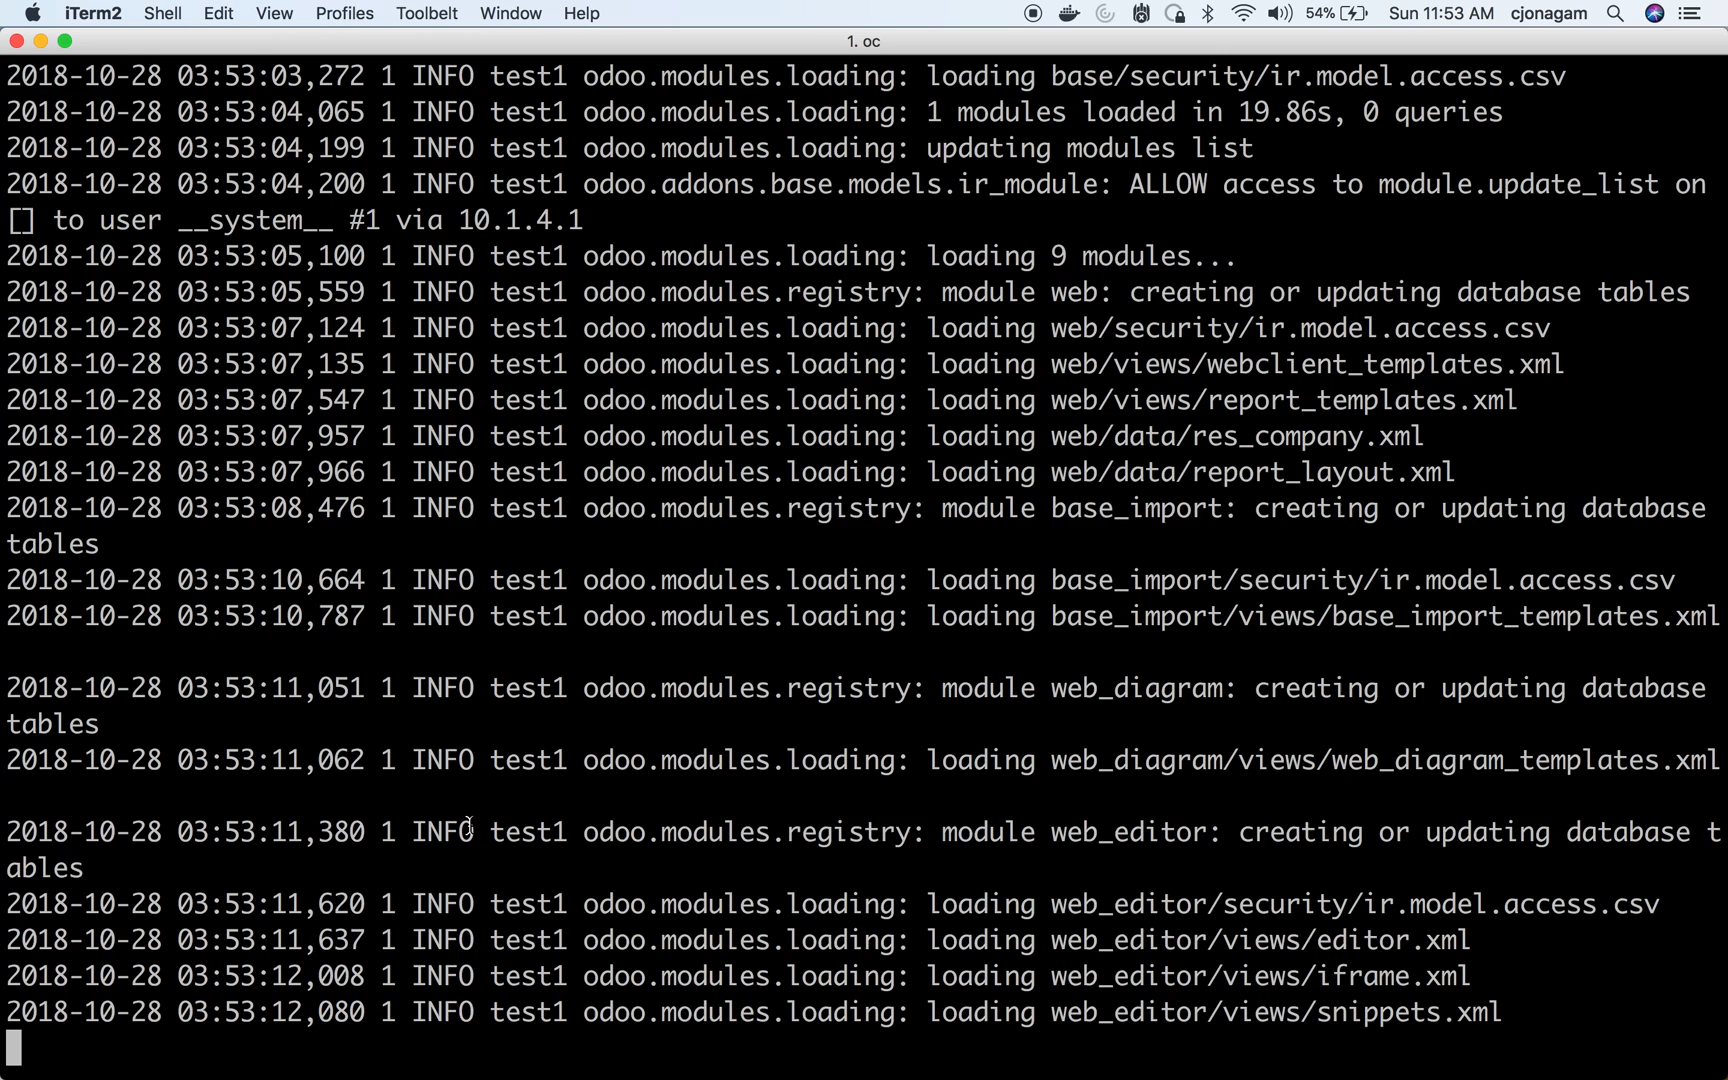 iTerm2 Shell Edit View Profiles Toolbelt Window Help 54% Sun 11:53 AM cjonagam
1. oc
2018-10-28 03:53:03,272 1 INFO test1 odoo.modules.loading: loading base/security/ir.model.access.csv
2018-10-28 03:53:04,065 1 INFO test1 odoo.modules.loading: 1 modules loaded in 19.86s, 0 queries
2018-10-28 03:53:04,199 1 INFO test1 odoo.modules.loading: updating modules list
2018-10-28 03:53:04,200 1 INFO test1 odoo.addons.base.models.ir_module: ALLOW access to module.update_list on
[] to user __system__ #1 via 10.1.4.1
2018-10-28 03:53:05,100 1 INFO test1 odoo.modules.loading: loading 9 modules...
2018-10-28 03:53:05,559 1 INFO test1 odoo.modules.registry: module web: creating or updating database tables
2018-10-28 03:53:07,124 1 INFO test1 odoo.modules.loading: loading web/security/ir.model.access.csv
2018-10-28 03:53:07,135 1 INFO test1 odoo.modules.loading: loading web/views/webclient_templates.xml
2018-10-28 03:53:07,547 1 INFO test1 odoo.modules.loading: loading web/views/report_templates.xml
2018-10-28 03:53:07,957 1 INFO test1 odoo.modules.loading: loading web/data/res_company.xml
2018-10-28 03:53:07,966 1 INFO test1 odoo.modules.loading: loading web/data/report_layout.xml
2018-10-28 03:53:08,476 1 INFO test1 odoo.modules.registry: module base_import: creating or updating database
tables
2018-10-28 03:53:10,664 1 INFO test1 odoo.modules.loading: loading base_import/security/ir.model.access.csv
2018-10-28 03:53:10,787 1 INFO test1 odoo.modules.loading: loading base_import/views/base_import_templates.xml
2018-10-28 03:53:11,051 1 INFO test1 odoo.modules.registry: module web_diagram: creating or updating database
tables
2018-10-28 03:53:11,062 1 INFO test1 odoo.modules.loading: loading web_diagram/views/web_diagram_templates.xml
2018-10-28 03:53:11,380 1 INFO test1 odoo.modules.registry: module web_editor: creating or updating database t
ables
2018-10-28 03:53:11,620 1 INFO test1 odoo.modules.loading: loading web_editor/security/ir.model.access.csv
2018-10-28 03:53:11,637 1 INFO test1 odoo.modules.loading: loading web_editor/views/editor.xml
2018-10-28 03:53:12,008 1 INFO test1 odoo.modules.loading: loading web_editor/views/iframe.xml
2018-10-28 03:53:12,080 1 INFO test1 odoo.modules.loading: loading web_editor/views/snippets.xml